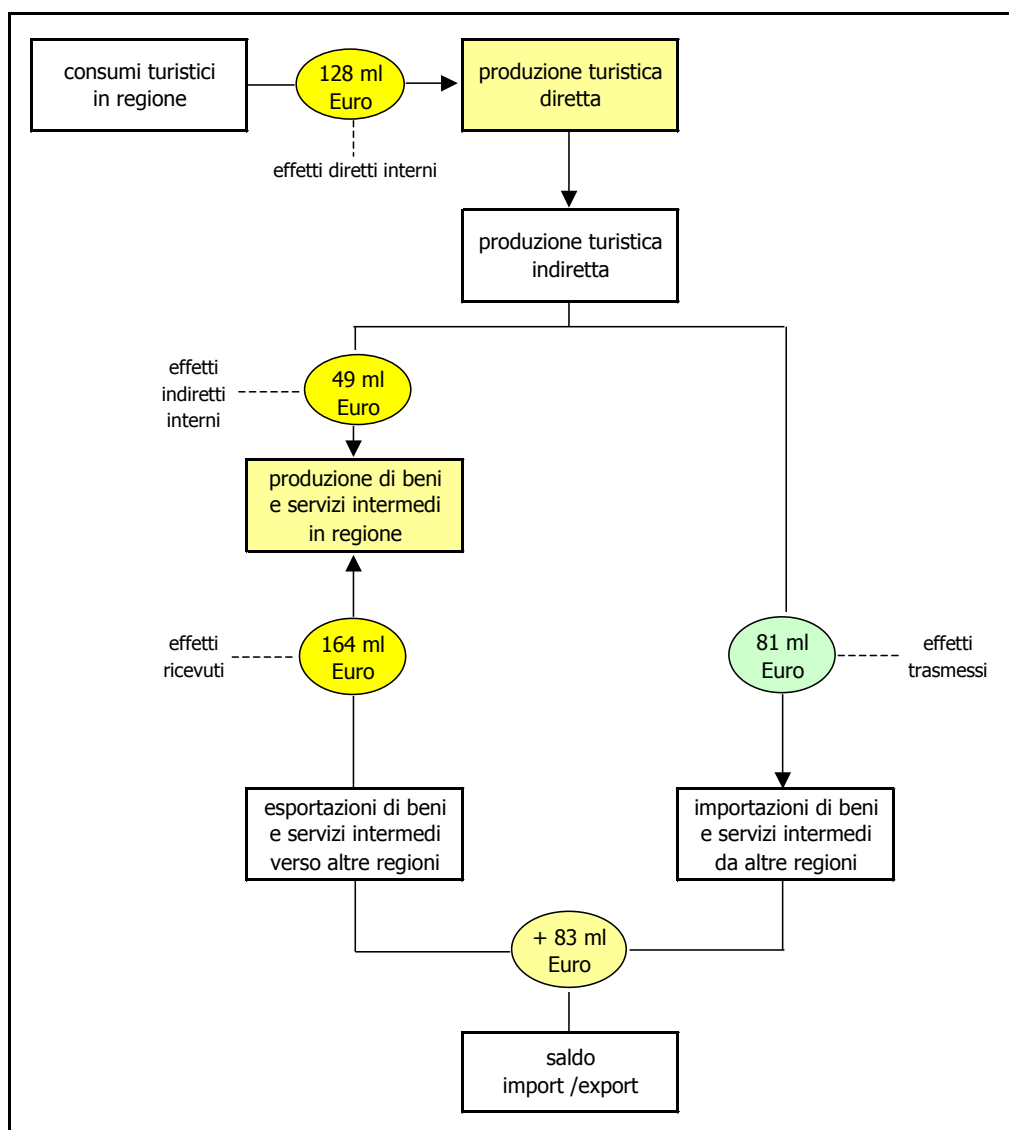 consumi turistici
in regione
128 ml
Euro
produzione turistica
diretta
effetti diretti interni
produzione turistica
indiretta
effetti
indiretti
interni
49 ml
Euro
produzione di beni
e servizi intermedi
in regione
effetti
ricevuti
164 ml
Euro
81 ml
Euro
effetti
trasmessi
esportazioni di beni
e servizi intermedi
verso altre regioni
importazioni di beni
e servizi intermedi
da altre regioni
+ 83 ml
Euro
saldo
import /export